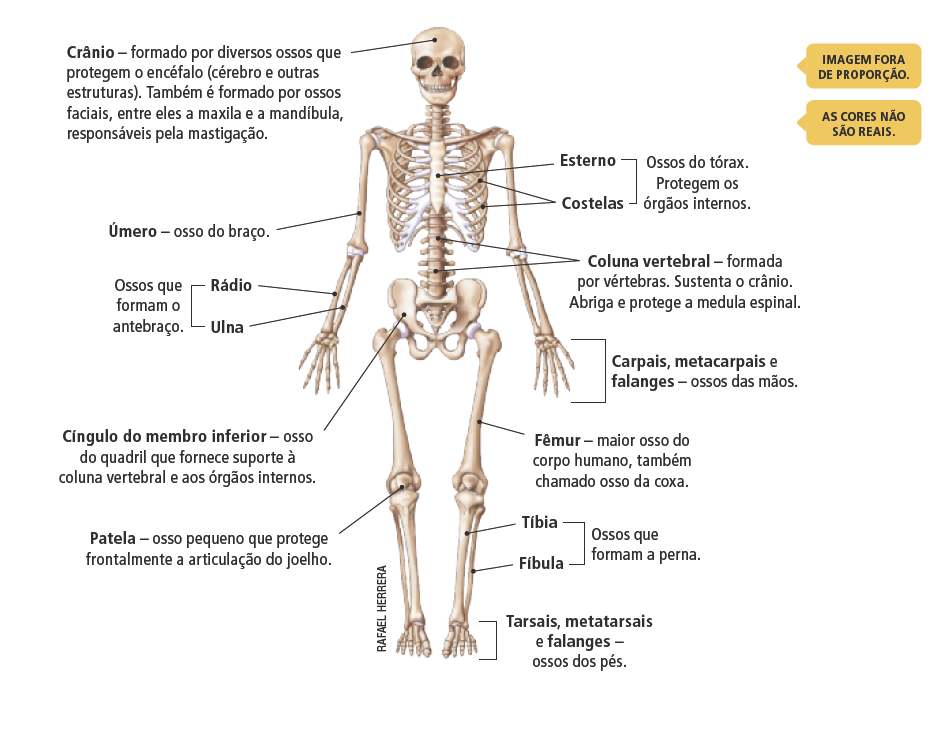 Crânio – formado por diversos ossos que
protegem o encéfalo (cérebro e outras
estruturas). Também é formado por ossos
faciais, entre eles a maxila e a mandíbula,
responsáveis pela mastigação.
IMAGEM FORA
DE PROPORÇÃO.
AS CORES NÃO
SÃO REAIS.
Esterno
Costelas
Ossos do tórax.
Protegem os
órgãos internos.
Úmero – osso do braço.
Coluna vertebral – formada
por vértebras. Sustenta o crânio.
Abriga e protege a medula espinal.
Ossos que
formam o
antebraço.
Rádio
Ulna
Carpais, metacarpais e
falanges – ossos das mãos.
Cíngulo do membro inferior – osso
do quadril que fornece suporte à
coluna vertebral e aos órgãos internos.
Fêmur – maior osso do
corpo humano, também
chamado osso da coxa.
Patela – osso pequeno que protege
frontalmente a articulação do joelho.
Tíbia
Fíbula
Ossos que
formam a perna.
RAFAEL HERRERA
Tarsais, metatarsais
e falanges –
ossos dos pés.